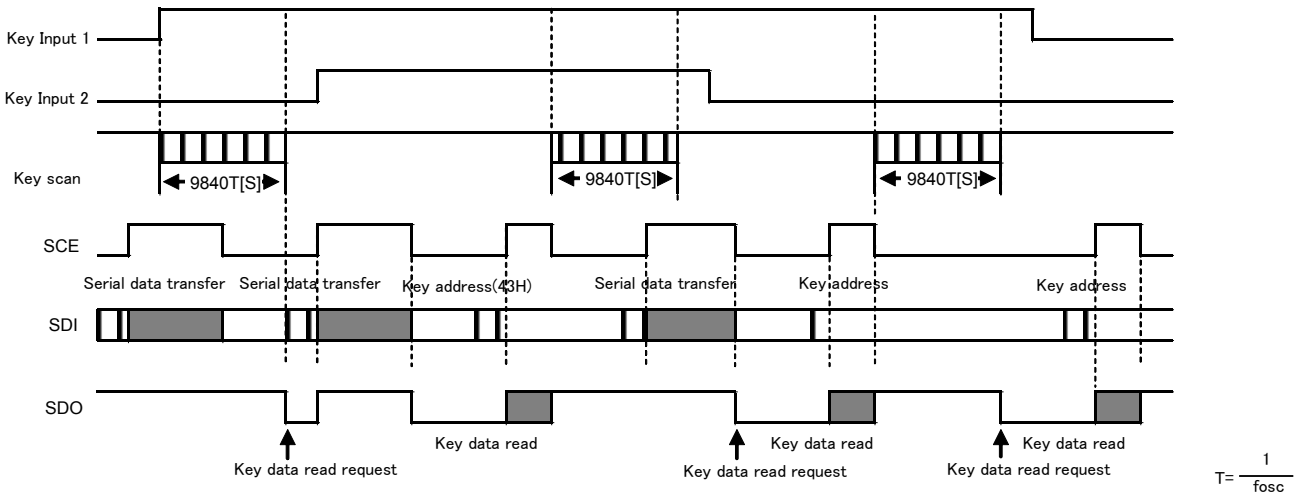 Key Input 1
Key Input 2
Key scan
9840T[S] 9840T[S] 9840T[S]
SCE
Serial data transfer Serial data transfer Key address(43H) Serial data transfer Key address Key address
SDI
SDO
Key data read Key data read Key data read
Key data read request Key data read request Key data read request
T= 1
fosc